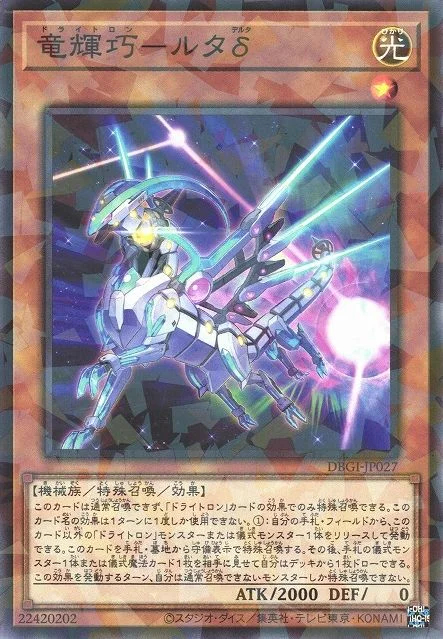 ドライトロン デルタ
竜輝巧－ルタδ
ひかり
光
DBGI-JP027
【機械族／特殊召喚／効果】
このカードは通常召喚できず、「ドライトロン」カードの効果でのみ特殊召喚できる。この
カード名の効果は1ターンに1度しか使用できない。①：自分の手札・フィールドから、この
カード以外の「ドライトロン」モンスターまたは儀式モンスター1体をリリースして発動
できる。このカードを手札・墓地から守備表示で特殊召喚する。その後、手札の儀式モン
スター1体または儀式魔法カード1枚を相手に見せて自分はデッキから1枚ドローできる。
この効果を発動するターン、自分は通常召喚できないモンスターしか特殊召喚できない。
ATK/2000 DEF/ 0
22420202
©スタジオ・ダイス／集英社・テレビ東京・KONAMI